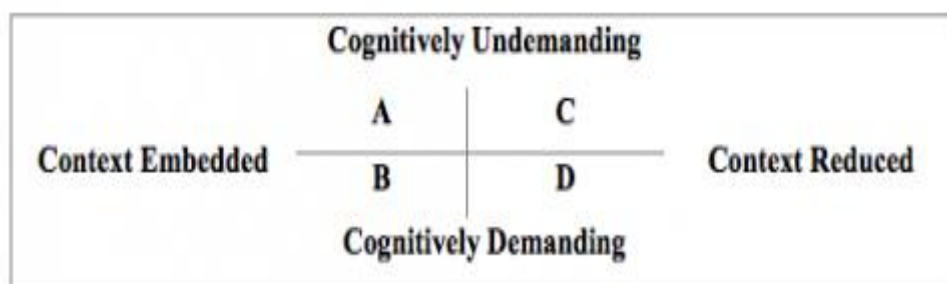 Cognitively Undemanding
A C
Context Embedded Context Reduced
B D
Cognitively Demanding